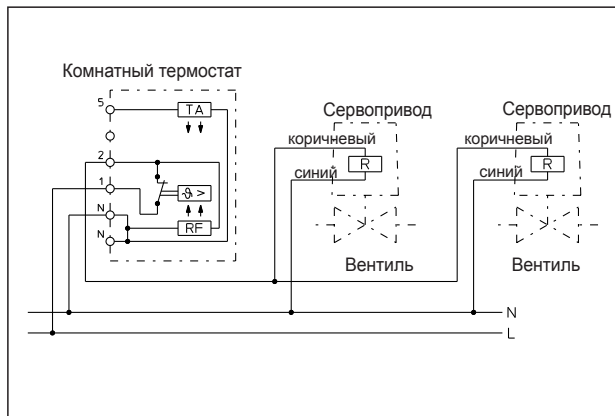 Комнатный термостат
5
TA
2
1
-ϑ >
N
RF
N
Сервопривод
коричневый
R
синий
Вентиль
Сервопривод
коричневый
R
синий
Вентиль
N
L